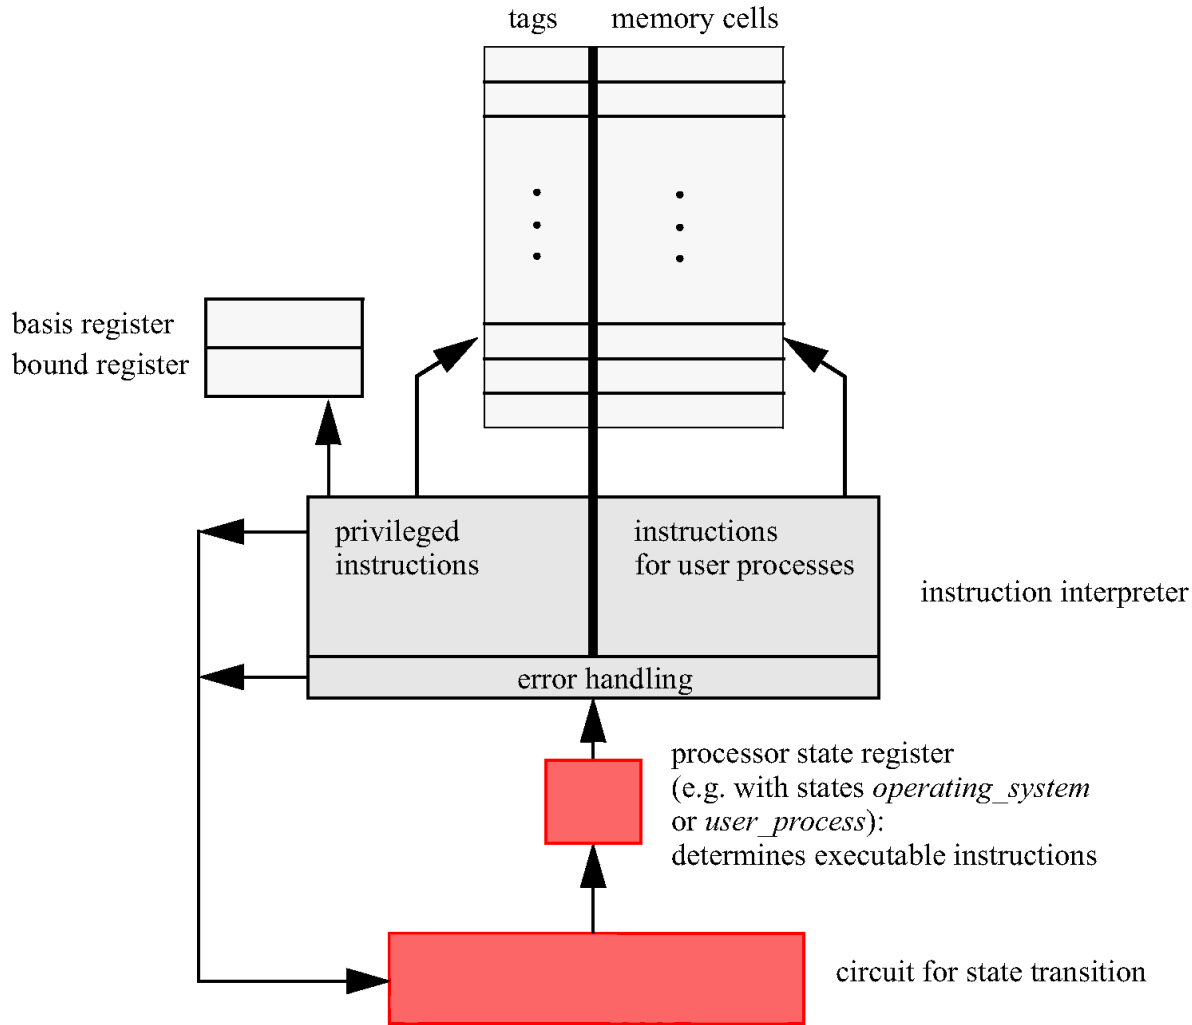 tags
memory cells
basis register
bound register
privileged
instructions
instructions
for user processes
instruction interpreter
error handling
processor state register
(e.g. with states operating_system
or user_process):
determines executable instructions
circuit for state transition